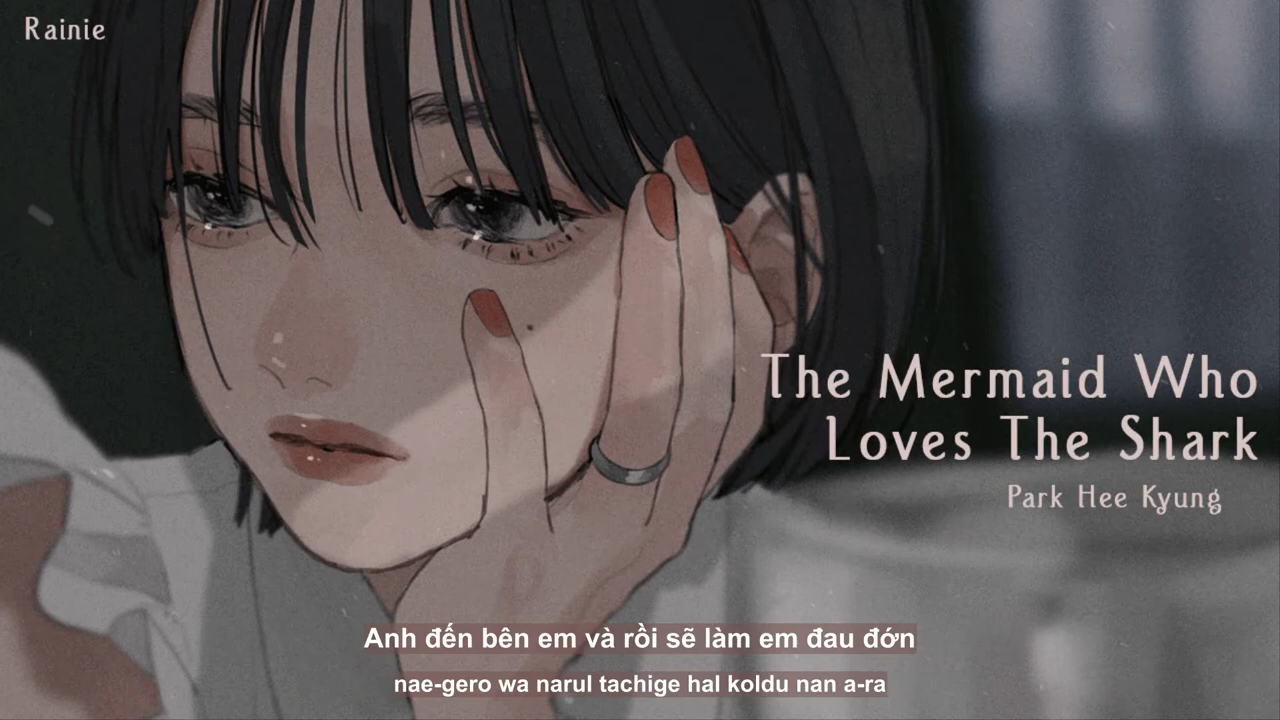 Rainie
The Mermaid Who
Loves The Shark
Park Hee Kyung
Anh đến bên em và rồi sẽ làm em đau đớn
nae-gero wa narul tachige hal koldu nan a-ra